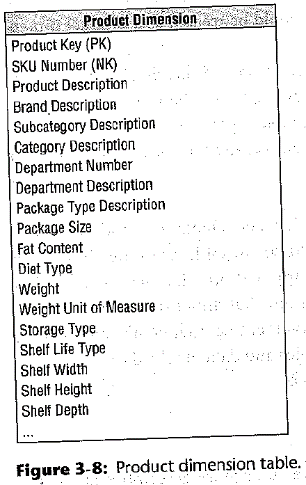 Product Dimension
Product Key (PK)
SKU Number (NK)
Product Description
Brand Description
Subcategory Description
Category Description
Department Number
Department Description
Package Type Description
Package Size
Fat Content
Diet Type
Weight
Weight Unit of Measure
Storage Type
Shelf Life Type
Shelf Width
Shelf Height
Shelf Depth
...
Figure 3-8: Product dimension table.